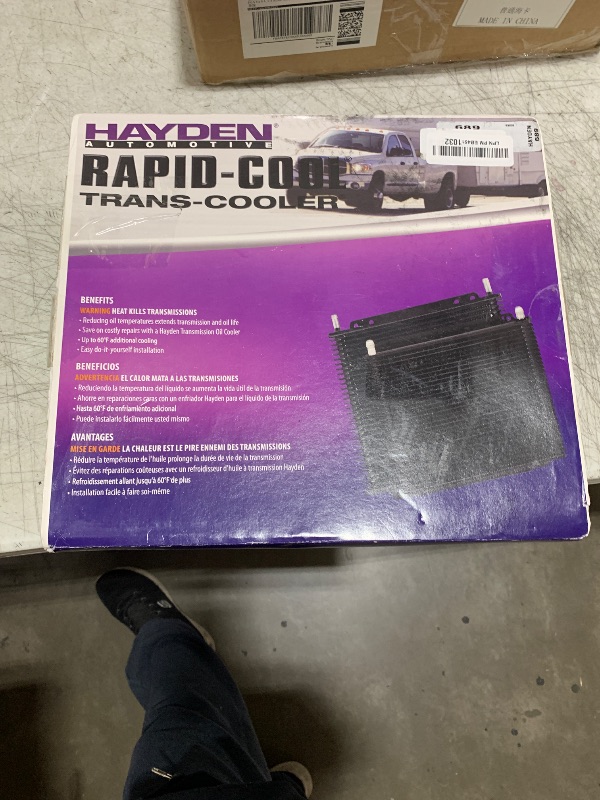 普通海卡
MADE IN CHINA
HAYDEN
AUTOMOTIVE
RAPID-COOL
TRANS-COOLER
689
HAYDEN
689
BENEFITS
WARNING HEAT KILLS TRANSMISSIONS
• Reducing oil temperatures extends transmission and oil life
• Save on costly repairs with a Hayden Transmission Oil Cooler
• Up to 60°F additional cooling
• Easy do-it-yourself installation
BENEFICIOS
ADVERTENCIA EL CALOR MATA A LAS TRANSMISIONES
• Reduciendo la temperatura del líquido se aumenta la vida útil de la transmisión
• Ahorre en reparaciones caras con un enfriador Hayden para el líquido de la transmisión
• Hasta 60°F de enfriamiento adicional
• Puede Instalarlo fácilmente usted mismo
AVANTAGES
MISE EN GARDE LA CHALEUR EST LE PIRE ENNEMI DES TRANSMISSIONS
• Réduire la température de l'huile prolonge la durée de vie de la transmission
• Évitez des réparations coûteuses avec un refroidisseur d'huile à transmission Hayden
• Refroidissement allant jusqu'à 60°F de plus
• Installation facile à faire soi-même